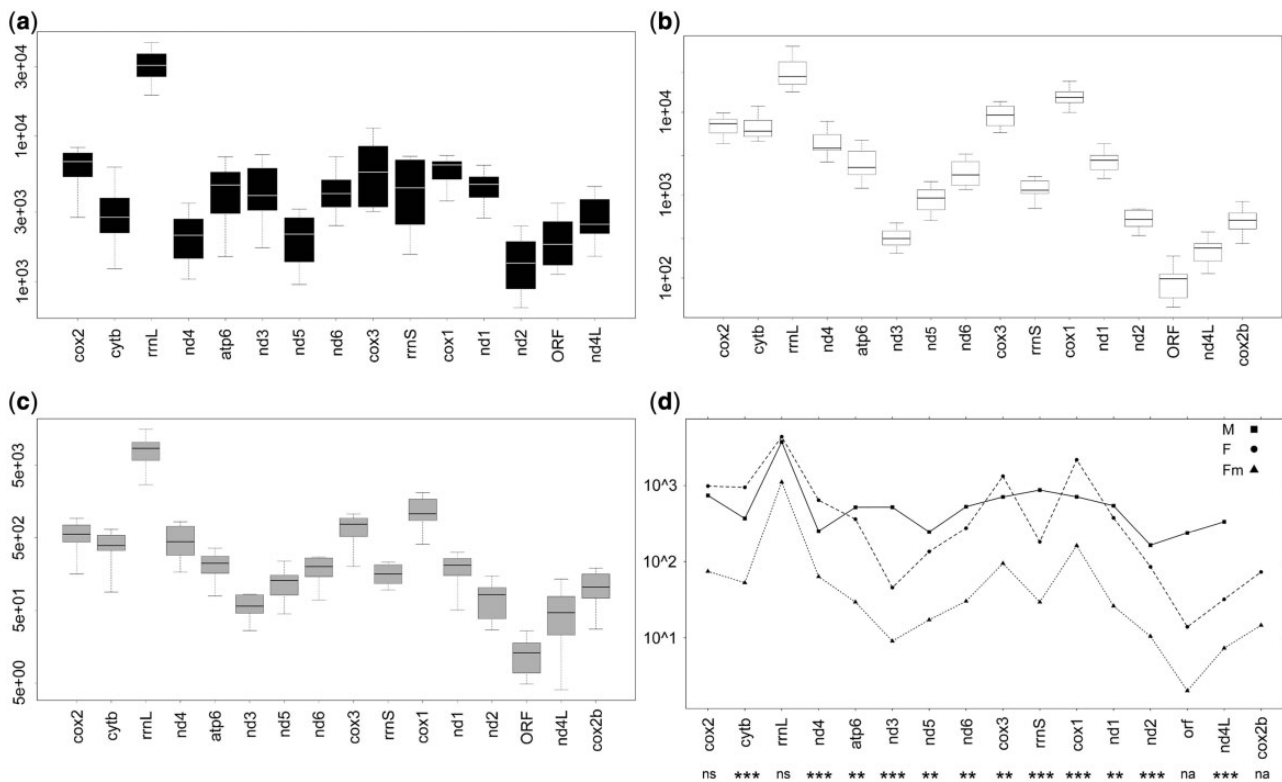 (a)
3e+04
1e+04
3e+03
1e+03
cox2 cytb rrnL nd4 atp6 nd3 nd5 nd6 cox3 rrnS cox1 nd1 nd2 ORF nd4L
(b)
1e+04
1e+03
1e+02
cox2 cytb rrnL nd4 atp6 nd3 nd5 nd6 cox3 rrnS cox1 nd1 nd2 ORF nd4L cox2b
(c)
5e+03
5e+02
5e+01
5e+00
cox2 cytb rrnL nd4 atp6 nd3 nd5 nd6 cox3 rrnS cox1 nd1 nd2 ORF nd4L cox2b
(d)
M
F
Fm
10^3
10^2
10^1
cox2 cytb rrnL nd4 atp6 nd3 nd5 nd6 cox3 rrnS cox1 nd1 nd2 orf nd4L cox2b
ns *** ns *** ** *** ** ** ** *** *** ** *** na *** na